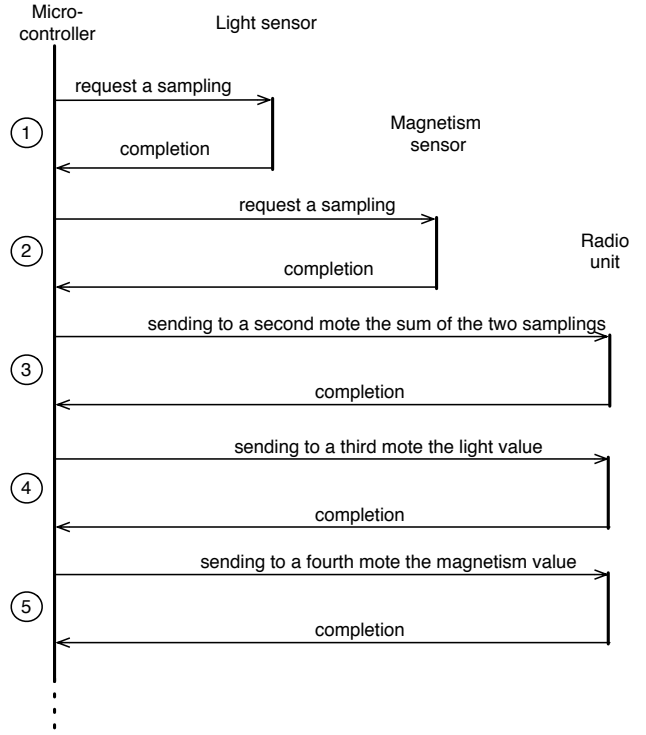 Micro-
controller
Light sensor
request a sampling
1
completion
Magnetism
sensor
request a sampling
2
completion
Radio
unit
sending to a second mote the sum of the two samplings
3
completion
sending to a third mote the light value
4
completion
sending to a fourth mote the magnetism value
5
completion